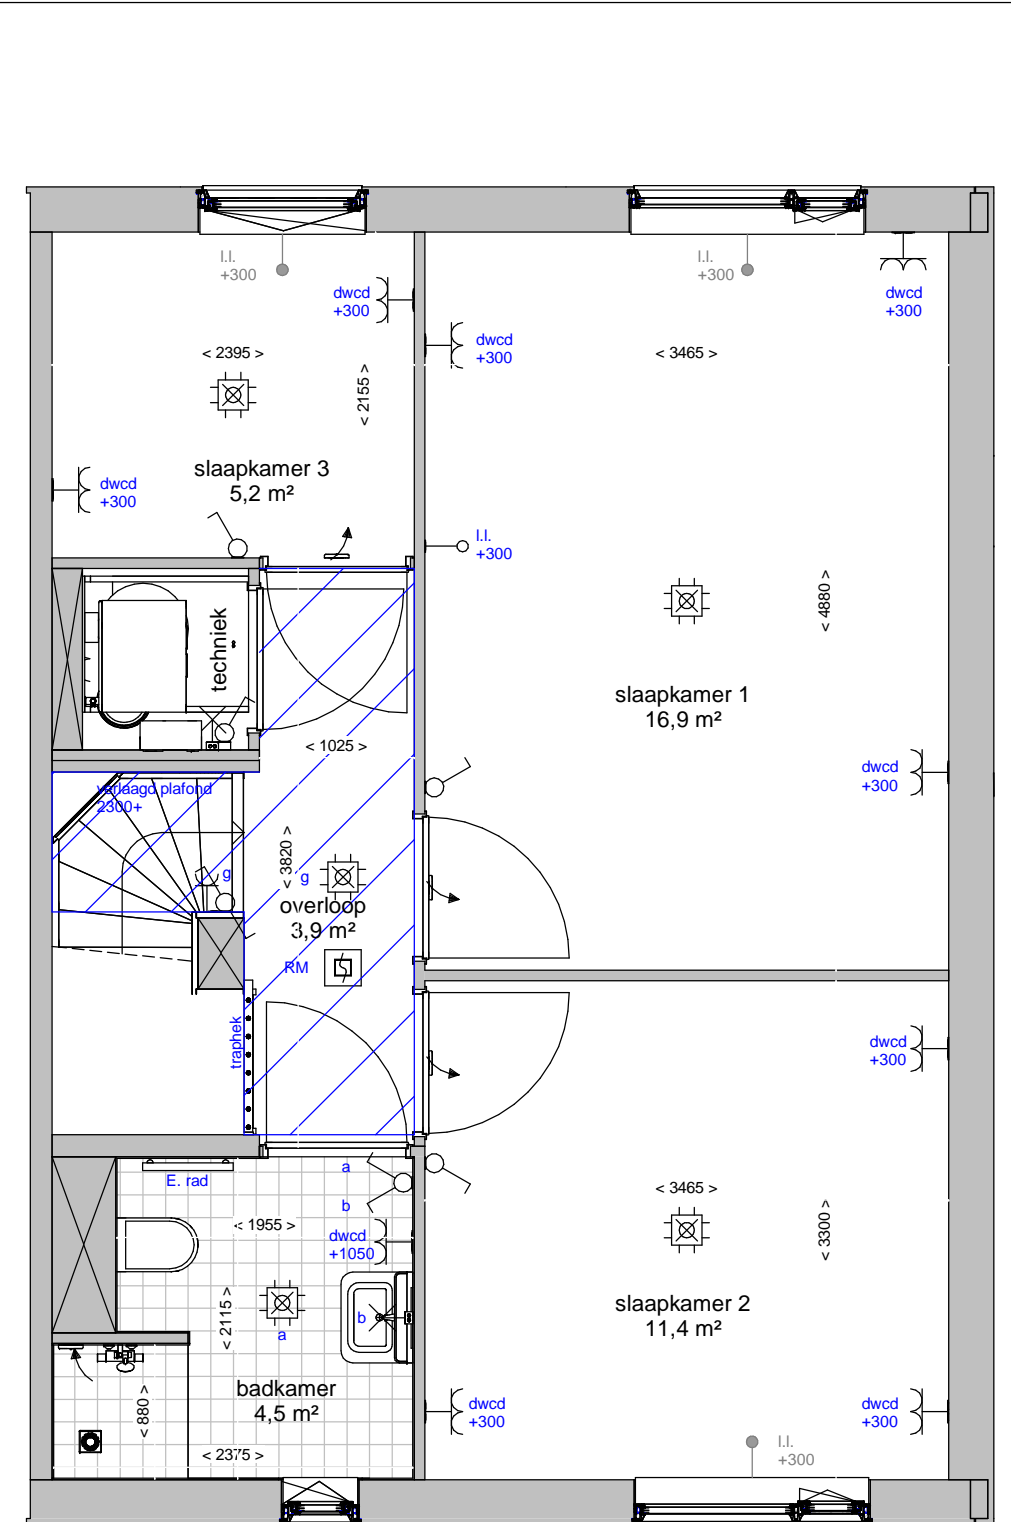 l.l.
+300
l.l.
+300
dwcd
+300
dwcd
+300
dwcd
+300
< 2395 >
< 2155 >
< 3465 >
slaapkamer 3
5,2 m²
dwcd
+300
l.l.
+300
techniek
< 4880 >
slaapkamer 1
16,9 m²
< 1025 >
dwcd
+300
verlaagd plafond
2300+
< 3820 >
g
g
overloop
3,9 m²
RM
traphek
dwcd
+300
a
E. rad
b
< 1955 >
dwcd
+1050
< 3465 >
< 3300 >
< 2115 >
b
a
slaapkamer 2
11,4 m²
badkamer
4,5 m²
< 880 >
dwcd
+300
dwcd
+300
< 2375 >
l.l.
+300